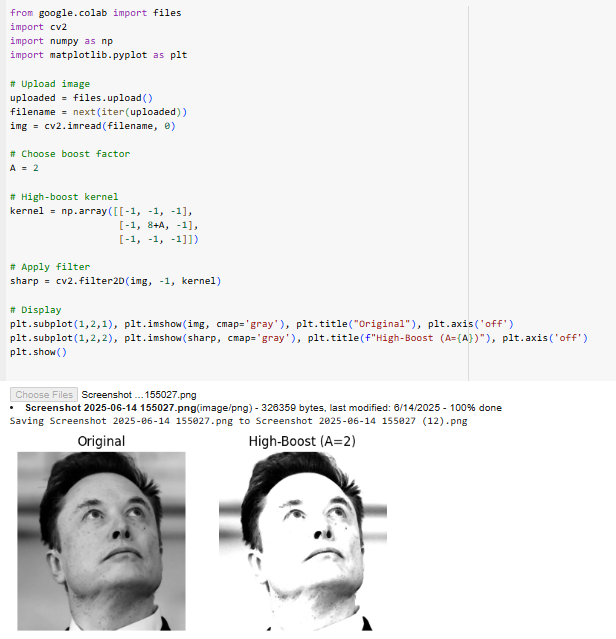 from google.colab import files
import cv2
import numpy as np
import matplotlib.pyplot as plt
# Upload image
uploaded = files.upload()
filename = next(iter(uploaded))
img = cv2.imread(filename, 0)
# Choose boost factor
A = 2
# High-boost kernel
kernel = np.array([[-1, -1, -1],
[-1, 8+A, -1],
[-1, -1, -1]])
# Apply filter
sharp = cv2.filter2D(img, -1, kernel)
# Display
plt.subplot(1,2,1), plt.imshow(img, cmap='gray'), plt.title("Original"), plt.axis('off')
plt.subplot(1,2,2), plt.imshow(sharp, cmap='gray'), plt.title(f"High-Boost (A={A})"), plt.axis('off')
plt.show()
Choose Files Screenshot ...155027.png
• Screenshot 2025-06-14 155027.png(image/png) - 326359 bytes, last modified: 6/14/2025 - 100% done
Saving Screenshot 2025-06-14 155027.png to Screenshot 2025-06-14 155027 (12).png
Original High-Boost (A=2)